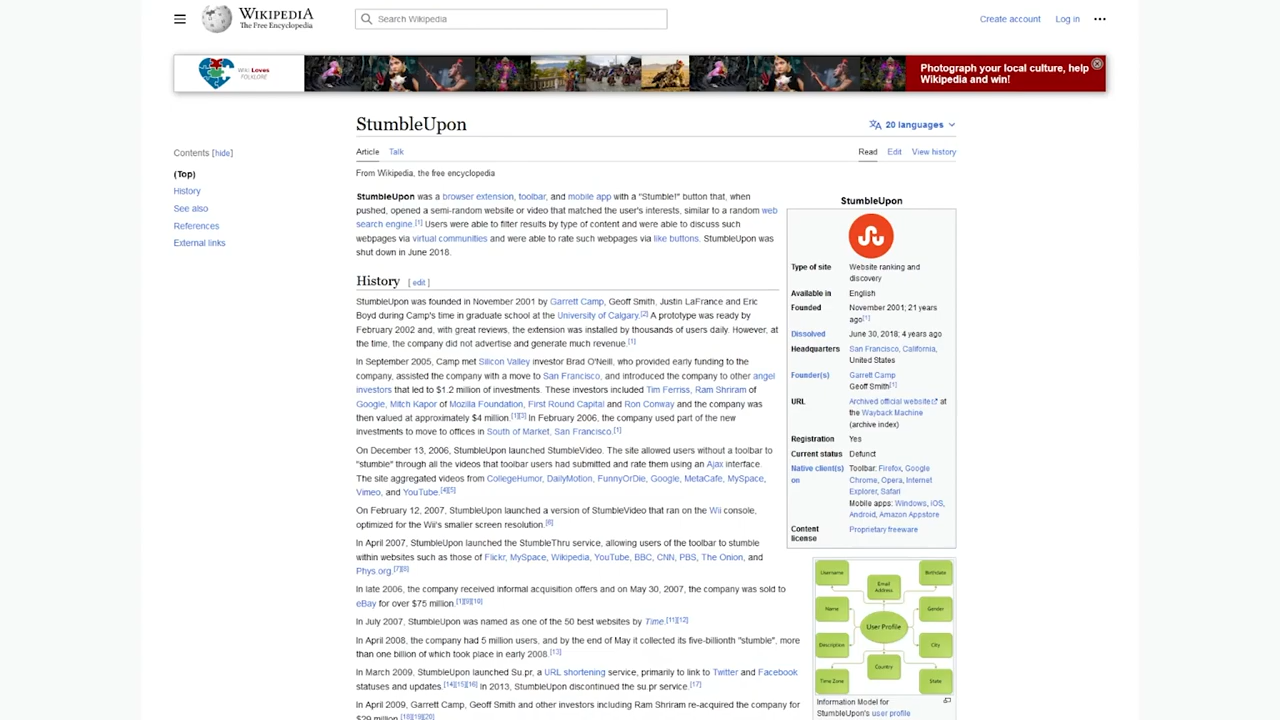 WIKIPEDIA
The Free Encyclopedia
Search Wikipedia
Create account
Log in
Wiki Loves
FOLKLORE
Photograph your local culture, help
Wikipedia and win!
StumbleUpon
20 languages
Contents [hide]
(Top)
History
See also
References
External links
Article
Talk
Read
Edit
View history
From Wikipedia, the free encyclopedia
StumbleUpon was a browser extension, toolbar, and mobile app with a "Stumble!" button that, when
pushed, opened a semi-random website or video that matched the user's interests, similar to a random web
search engine.[1] Users were able to filter results by type of content and were able to discuss such
webpages via virtual communities and were able to rate such webpages via like buttons. StumbleUpon was
shut down in June 2018.
History [ edit ]
StumbleUpon was founded in November 2001 by Garrett Camp, Geoff Smith, Justin LaFrance and Eric
Boyd during Camp's time in graduate school at the University of Calgary.[2] A prototype was ready by
February 2002 and, with great reviews, the extension was installed by thousands of users daily. However, at
the time, the company did not advertise and generate much revenue.[1]
In September 2005, Camp met Silicon Valley investor Brad O'Neill, who provided early funding to the
company, assisted the company with a move to San Francisco, and introduced the company to other angel
investors that led to $1.2 million of investments. These investors included Tim Ferriss, Ram Shriram of
Google, Mitch Kapor of Mozilla Foundation, First Round Capital and Ron Conway and the company was
then valued at approximately $4 million.[1][3] In February 2006, the company used part of the new
investments to move to offices in South of Market, San Francisco.[1]
On December 13, 2006, StumbleUpon launched StumbleVideo. The site allowed users without a toolbar to
"stumble" through all the videos that toolbar users had submitted and rate them using an Ajax interface.
The site aggregated videos from CollegeHumor, DailyMotion, FunnyOrDie, Google, MetaCafe, MySpace,
Vimeo, and YouTube.[4][5]
On February 12, 2007, StumbleUpon launched a version of StumbleVideo that ran on the Wii console,
optimized for the Wii's smaller screen resolution.[6]
In April 2007, StumbleUpon launched the StumbleThru service, allowing users of the toolbar to stumble
within websites such as those of Flickr, MySpace, Wikipedia, YouTube, BBC, CNN, PBS, The Onion, and
Phys.org.[7][8]
In late 2006, the company received informal acquisition offers and on May 30, 2007, the company was sold to
eBay for over $75 million.[1][9][10]
In July 2007, StumbleUpon was named as one of the 50 best websites by Time.[11][12]
In April 2008, the company had 5 million users, and by the end of May it collected its five-billionth "stumble", more
than one billion of which took place in early 2008.[13]
In March 2009, StumbleUpon launched Su.pr, a URL shortening service, primarily to link to Twitter and Facebook
statuses and updates.[14][15][16] In 2013, StumbleUpon discontinued the su.pr service.[17]
In April 2009, Garrett Camp, Geoff Smith and other investors including Ram Shriram re-acquired the company for
$29 million.[18][19][20]
StumbleUpon
Type of site Website ranking and
discovery
Available in English
Founded November 2001; 21 years
ago[1]
Dissolved June 30, 2018; 4 years ago
Headquarters San Francisco, California,
United States
Founder(s) Garrett Camp
Geoff Smith[1]
URL Archived official website at
the Wayback Machine
(archive index)
Registration Yes
Current status Defunct
Native client(s) Toolbar: Firefox, Google
on Chrome, Opera, Internet
Explorer, Safari
Mobile apps: Windows, iOS,
Android, Amazon Appstore
Content Proprietary freeware
license
Username
Email
Address
Birthdate
Name
Gender
User Profile
Description
City
Country
Time Zone
State
Information Model for
StumbleUpon's user profile